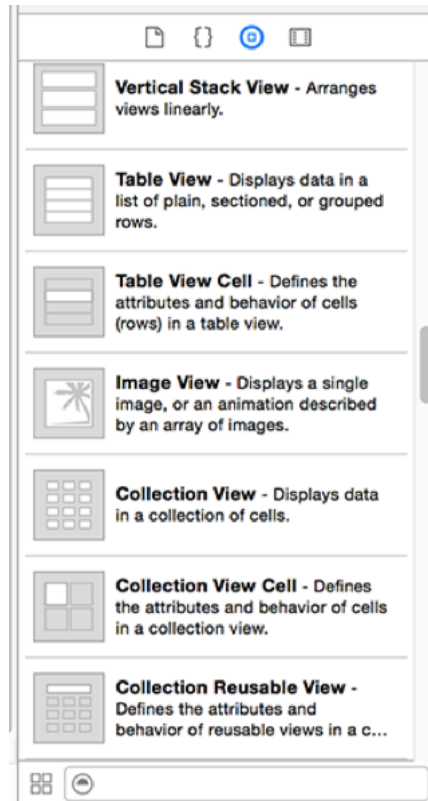 {}
Vertical Stack View - Arranges
views linearly.
Table View - Displays data in a
list of plain, sectioned, or grouped
rows.
Table View Cell - Defines the
attributes and behavior of cells
(rows) in a table view.
Image View - Displays a single
image, or an animation described
by an array of images.
Collection View - Displays data
in a collection of cells.
Collection View Cell - Defines
the attributes and behavior of cells
in a collection view.
Collection Reusable View -
Defines the attributes and
behavior of reusable views in a c...